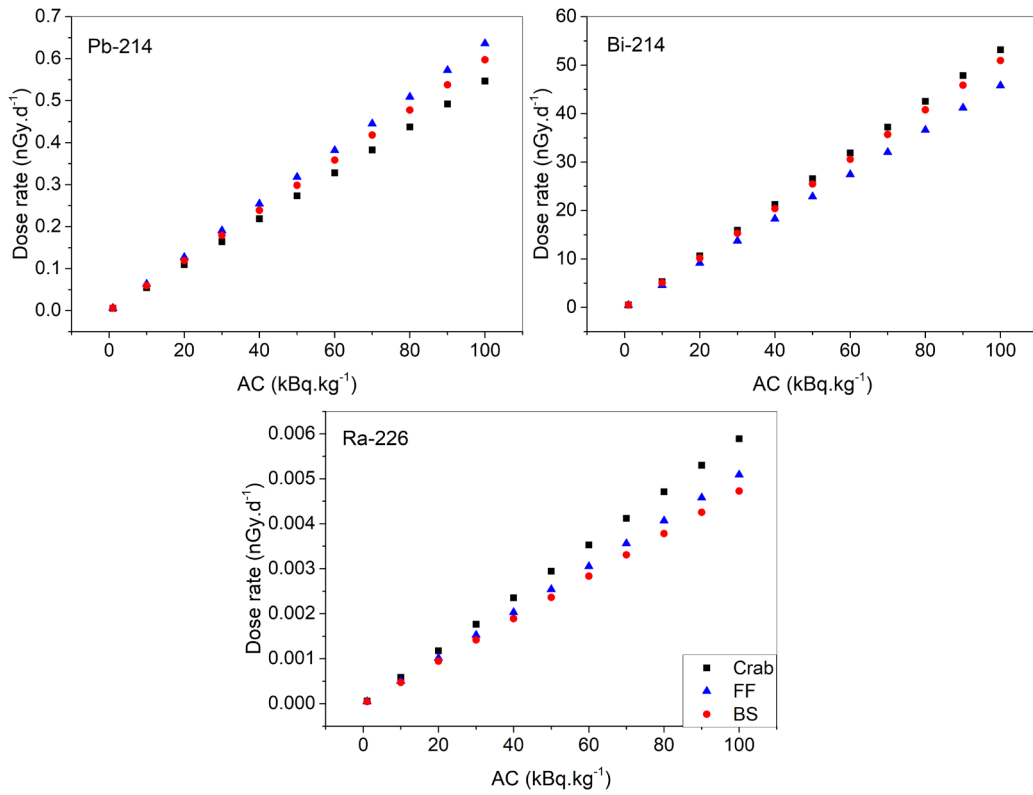 Pb-214
Dose rate (nGy.d⁻¹)
0.7
0.6
0.5
0.4
0.3
0.2
0.1
0.0
0 20 40 60 80 100
AC (kBq.kg⁻¹)
Bi-214
Dose rate (nGy.d⁻¹)
60
50
40
30
20
10
0
0 20 40 60 80 100
AC (kBq.kg⁻¹)
Ra-226
Dose rate (nGy.d⁻¹)
0.006
0.005
0.004
0.003
0.002
0.001
0.000
0 20 40 60 80 100
AC (kBq.kg⁻¹)
Crab
FF
BS